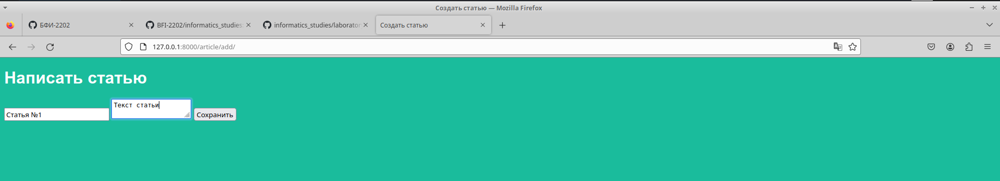 Создать статью — Mozilla Firefox
БФИ-2202
BFI-2202/informatics_studies:
informatics_studies/laborator
Создать статью
127.0.0.1:8000/article/add/
Написать статью
Текст статьи
Статья №1
Сохранить